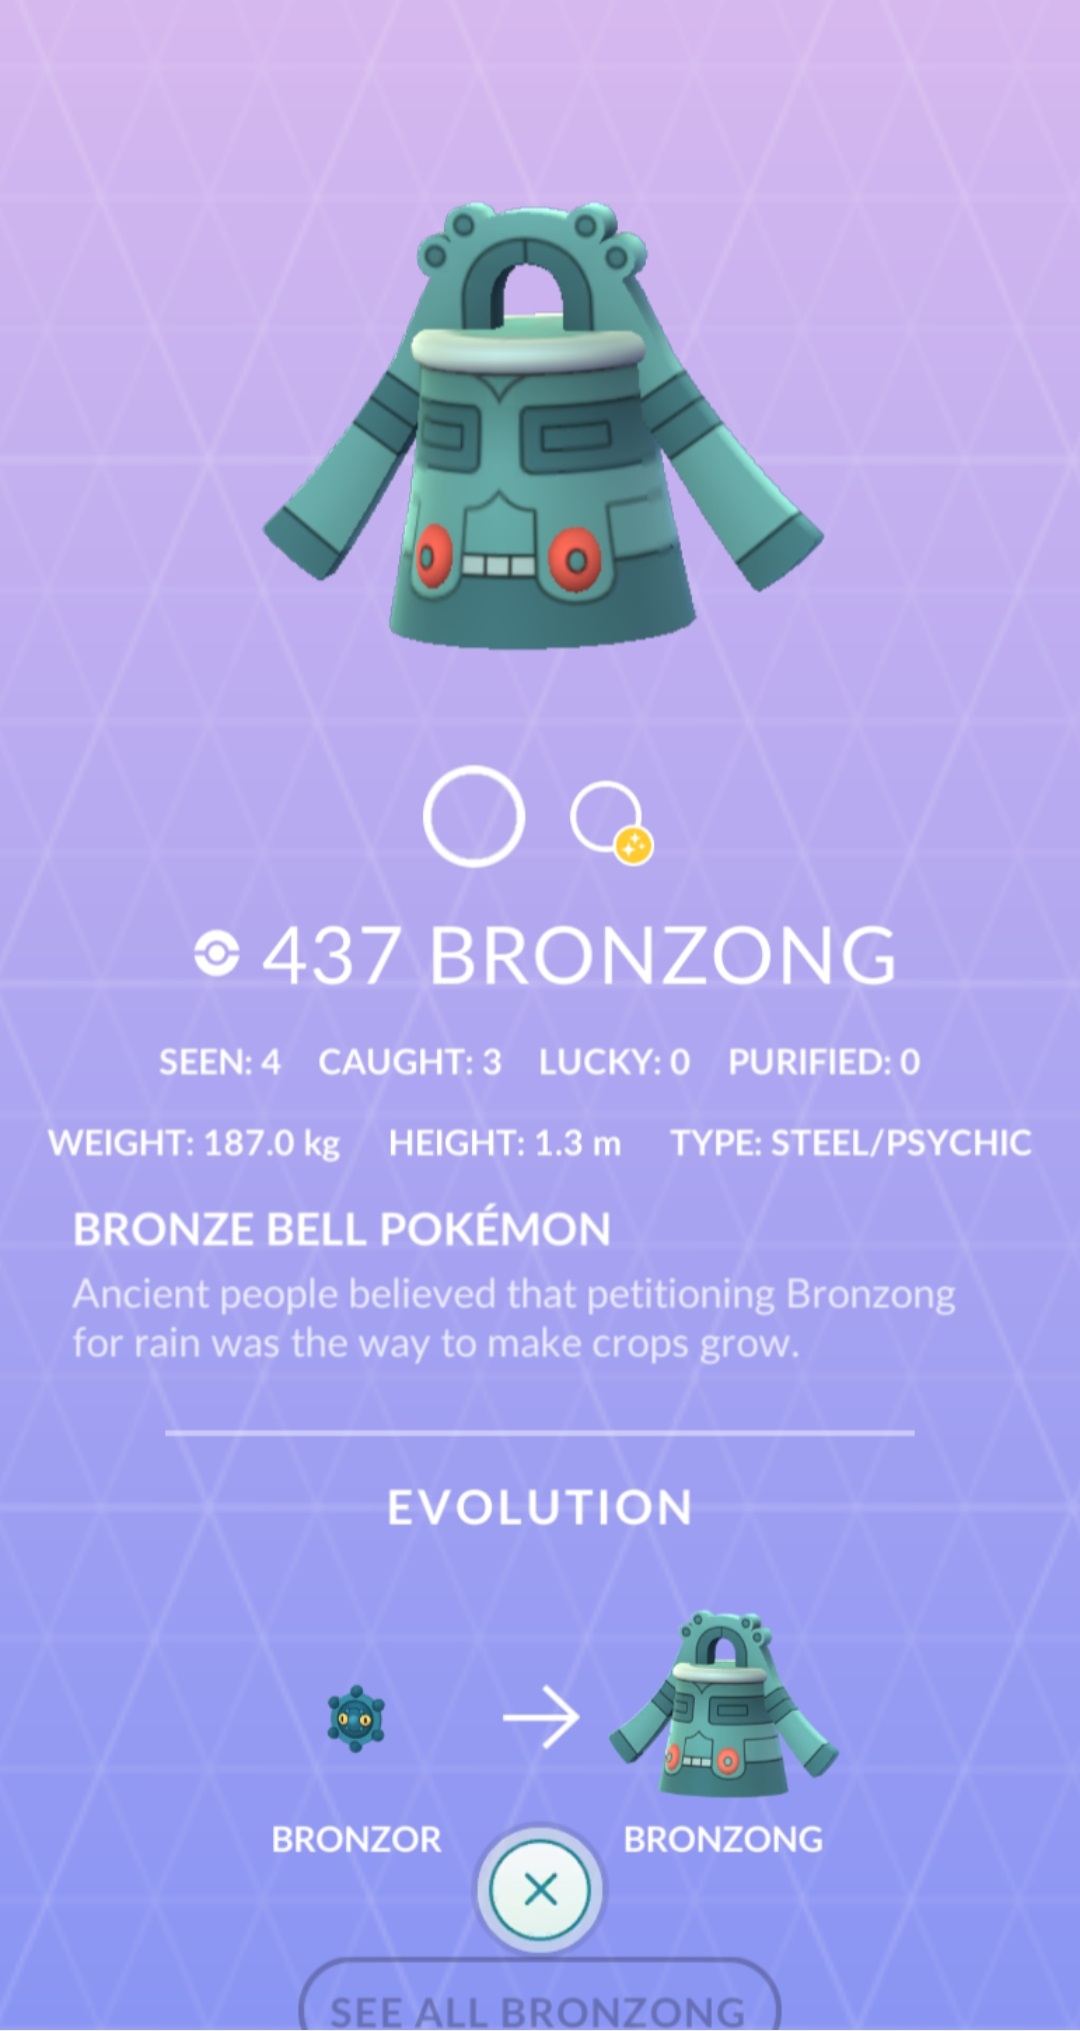 437 BRONZONG
SEEN: 4 CAUGHT: 3 LUCKY: 0 PURIFIED: 0
WEIGHT: 187.0 kg HEIGHT: 1.3 m TYPE: STEEL/PSYCHIC
BRONZE BELL POKÉMON
Ancient people believed that petitioning Bronzong
for rain was the way to make crops grow.
EVOLUTION
BRONZOR BRONZONG
SEE ALL BRONZONG